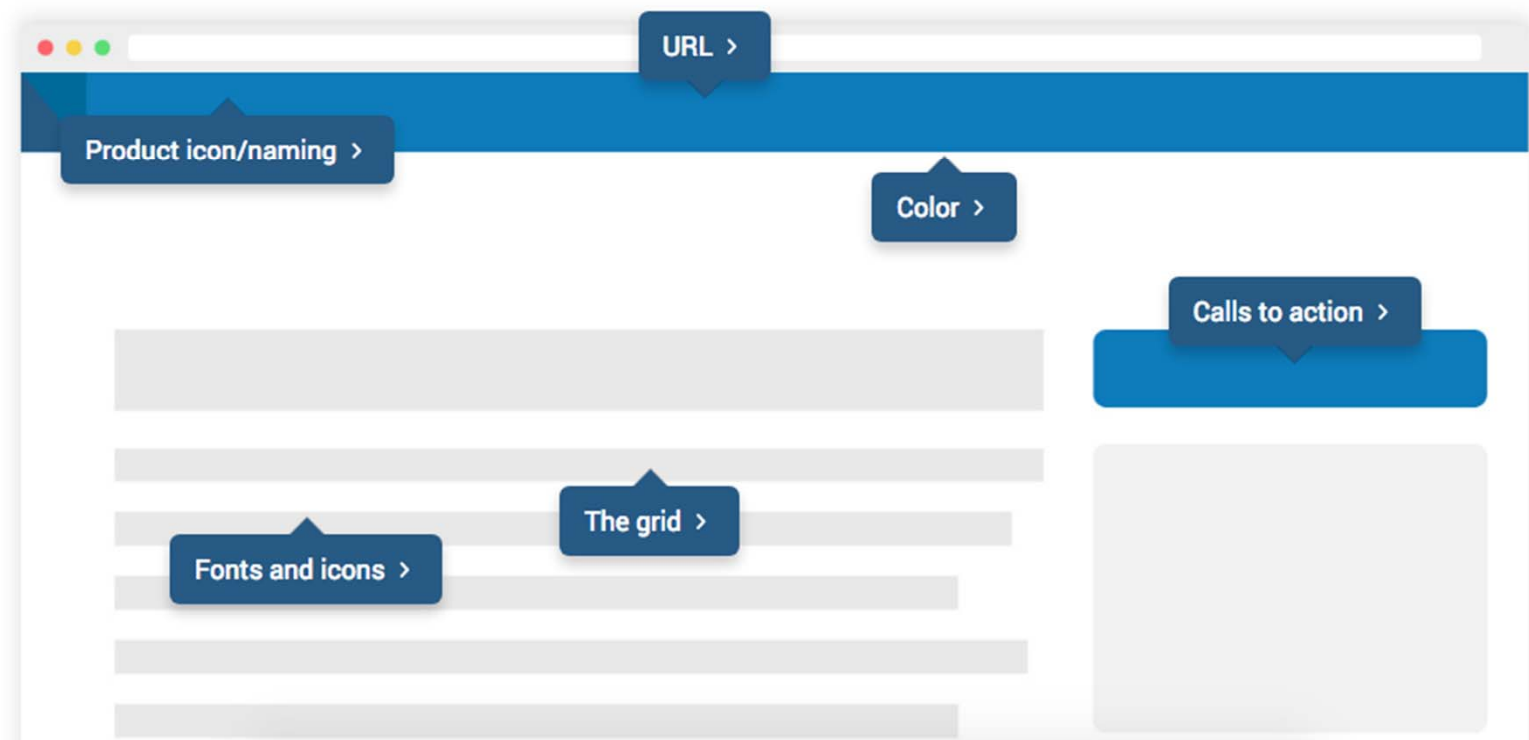 URL >
Product icon/naming >
Color >
Calls to action >
The grid >
Fonts and icons >